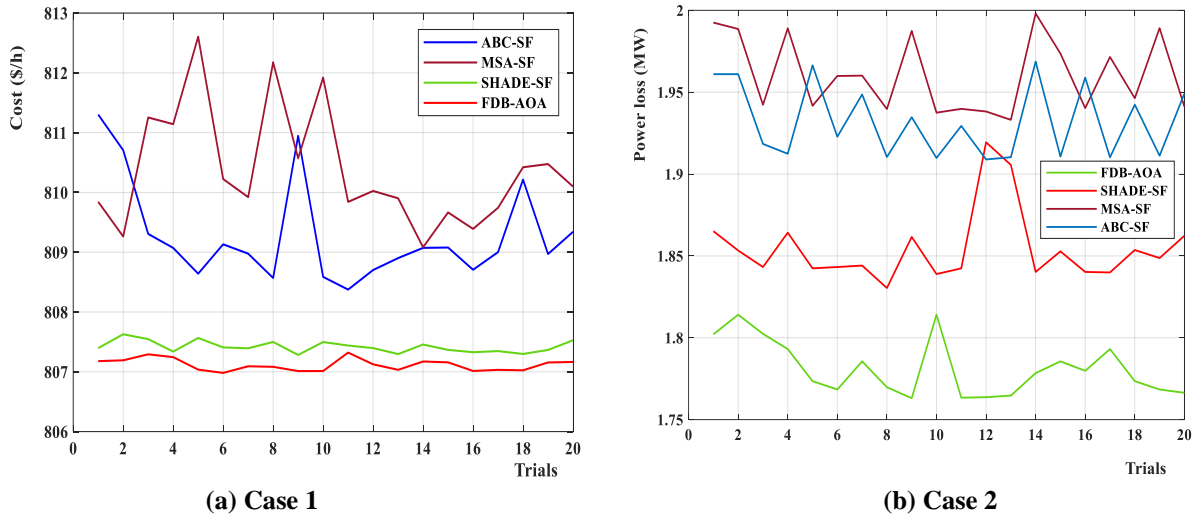 813
812
811
810
809
808
807
806
Cost ($/h)
ABC-SF
MSA-SF
SHADE-SF
FDB-AOA
0 2 4 6 8 10 12 14 16 18 20
Trials
(a) Case 1
2
1.95
1.9
1.85
1.8
1.75
Power loss (MW)
FDB-AOA
SHADE-SF
MSA-SF
ABC-SF
0 2 4 6 8 10 12 14 16 18 20
Trials
(b) Case 2